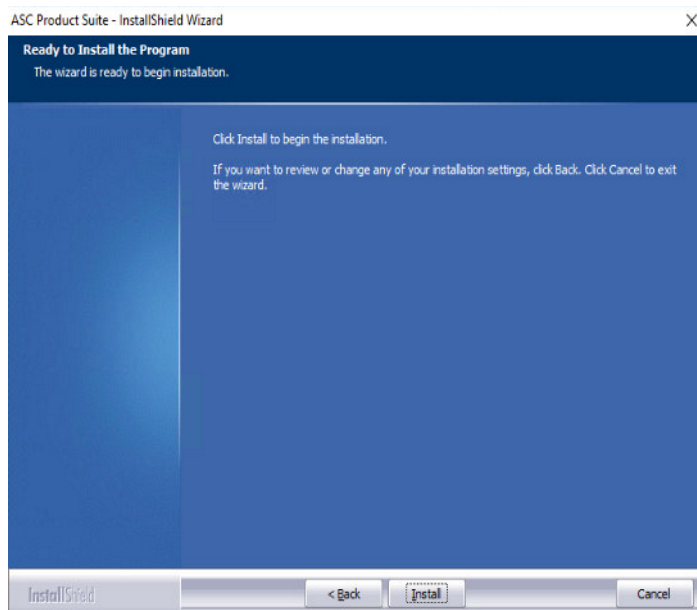 ASC Product Suite - InstallShield Wizard
Ready to Install the Program
The wizard is ready to begin installation.
Click Install to begin the installation.
If you want to review or change any of your installation settings, click Back. Click Cancel to exit
the wizard.
InstallShield
< Back
Install
Cancel